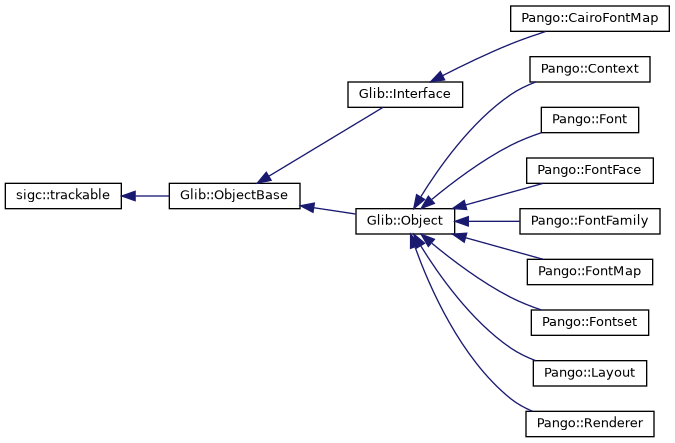 Pango::CairoFontMap
Pango::Context
Glib::Interface
Pango::Font
Pango::FontFace
sigc::trackable
Glib::ObjectBase
Glib::Object
Pango::FontFamily
Pango::FontMap
Pango::Fontset
Pango::Layout
Pango::Renderer